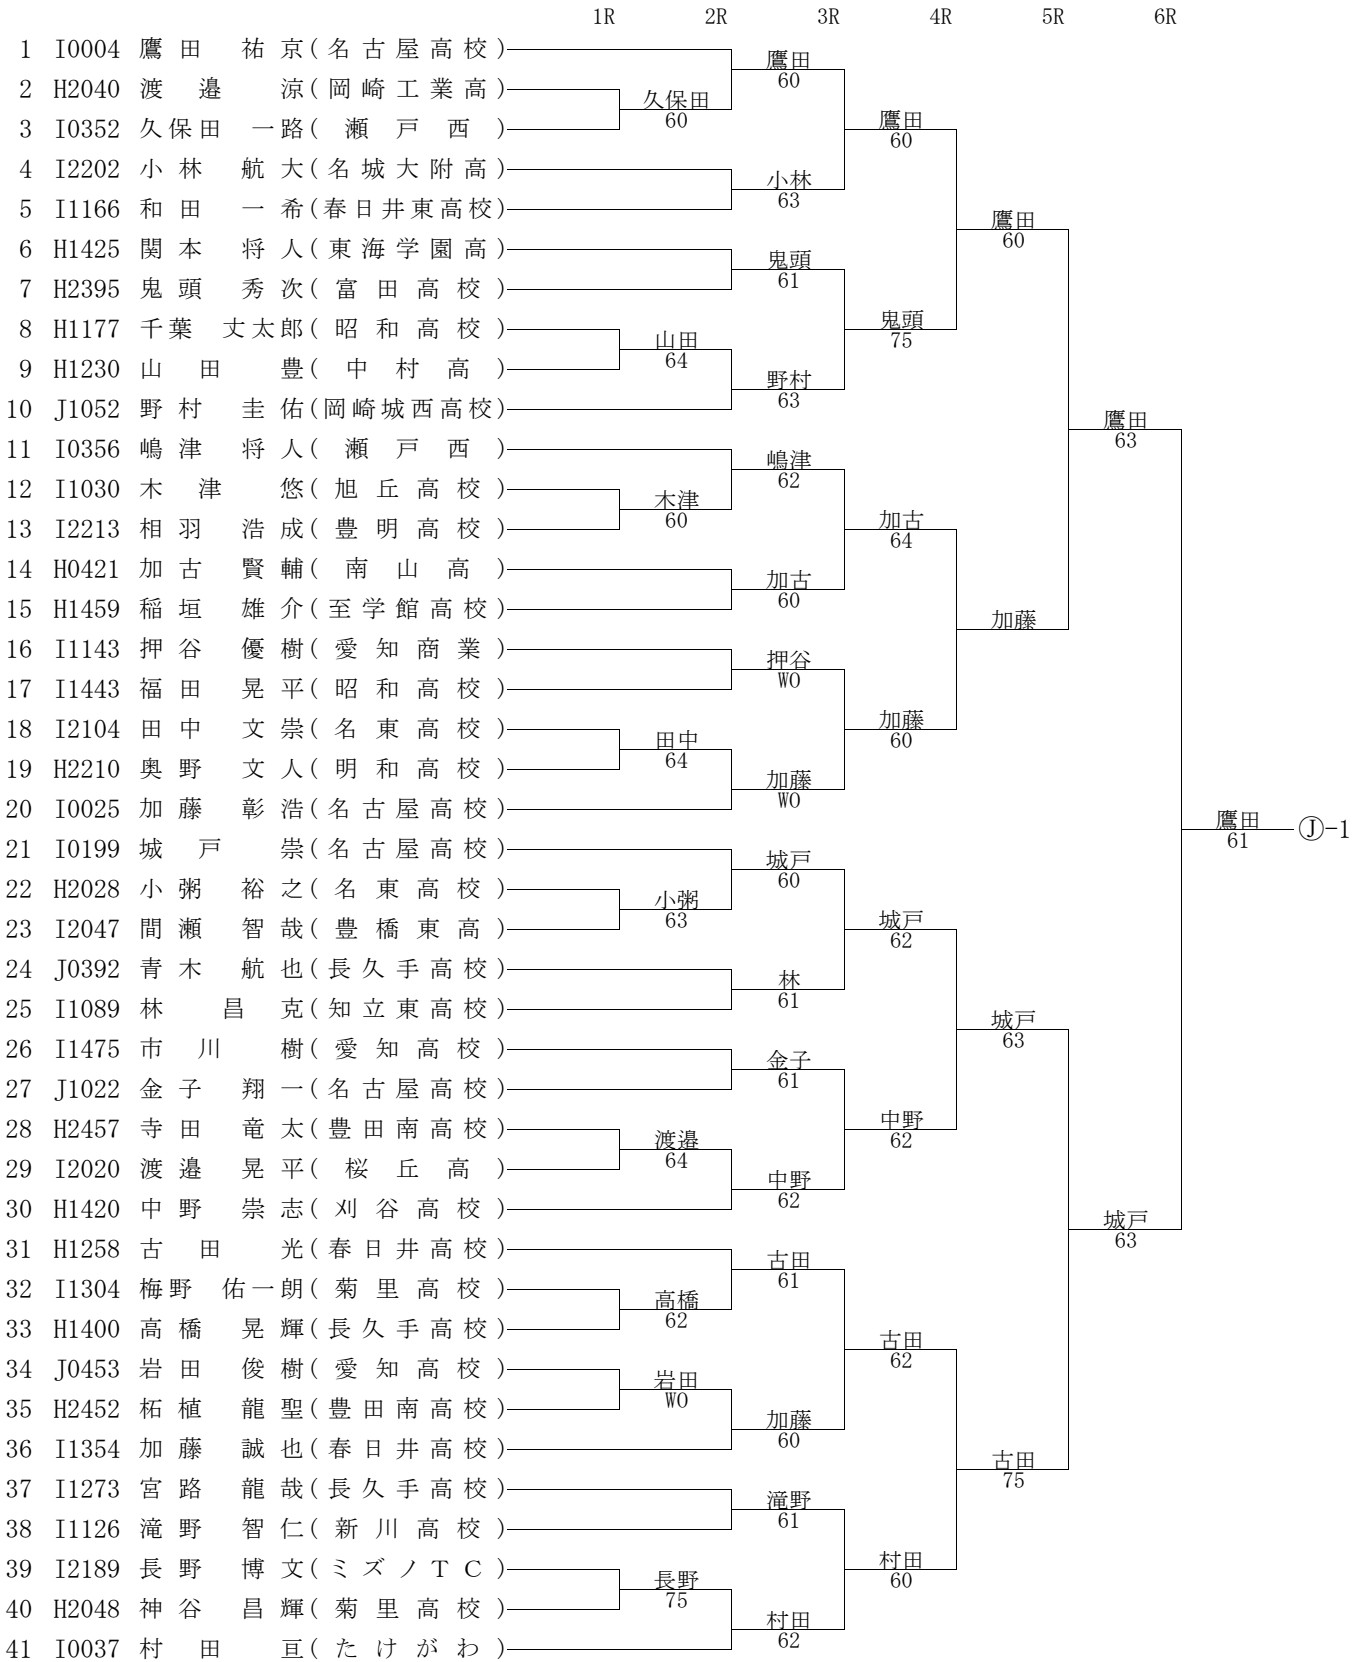 1R 2R 3R 4R 5R 6R
1 I0004 鷹田 祐京(名古屋高校)
鷹田
60
2 H2040 渡邉 涼(岡崎工業高)
久保田
60
3 I0352 久保田 一路(瀬戸西)
鷹田
60
4 I2202 小林 航大(名城大附高)
小林
63
5 I1166 和田 一希(春日井東高校)
鷹田
60
6 H1425 関本 将人(東海学園高)
鬼頭
61
7 H2395 鬼頭 秀次(富田高校)
鬼頭
75
8 H1177 千葉 丈太郎(昭和高校)
山田
64
9 H1230 山田 豊(中村高)
野村
63
10 J1052 野村 圭佑(岡崎城西高校)
鷹田
63
11 I0356 嶋津 将人(瀬戸西)
嶋津
62
12 I1030 木津 悠(旭丘高校)
木津
60
13 I2213 相羽 浩成(豊明高校)
加古
64
14 H0421 加古 賢輔(南山高)
加古
60
15 H1459 稲垣 雄介(至学館高校)
加藤
16 I1143 押谷 優樹(愛知商業)
押谷
WO
17 I1443 福田 晃平(昭和高校)
加藤
60
18 I2104 田中 文崇(名東高校)
田中
64
19 H2210 奥野 文人(明和高校)
加藤
WO
20 I0025 加藤 彰浩(名古屋高校)
鷹田
61
Ⓙ-1
21 I0199 城戸 崇(名古屋高校)
城戸
60
22 H2028 小粥 裕之(名東高校)
小粥
63
23 I2047 間瀬 智哉(豊橋東高)
城戸
62
24 J0392 青木 航也(長久手高校)
林
61
25 I1089 林 昌克(知立東高校)
城戸
63
26 I1475 市川 樹(愛知高校)
金子
61
27 J1022 金子 翔一(名古屋高校)
中野
62
28 H2457 寺田 竜太(豊田南高校)
渡邉
64
29 I2020 渡邉 晃平(桜丘高)
中野
62
30 H1420 中野 崇志(刈谷高校)
城戸
63
31 H1258 古田 光(春日井高校)
古田
61
32 I1304 梅野 佑一朗(菊里高校)
高橋
62
33 H1400 高橋 晃輝(長久手高校)
古田
62
34 J0453 岩田 俊樹(愛知高校)
岩田
WO
35 H2452 柘植 龍聖(豊田南高校)
加藤
60
36 I1354 加藤 誠也(春日井高校)
古田
75
37 I1273 宮路 龍哉(長久手高校)
滝野
61
38 I1126 滝野 智仁(新川高校)
村田
60
39 I2189 長野 博文(ミズノTC)
長野
75
40 H2048 神谷 昌輝(菊里高校)
村田
62
41 I0037 村田 亘(たけがわ)